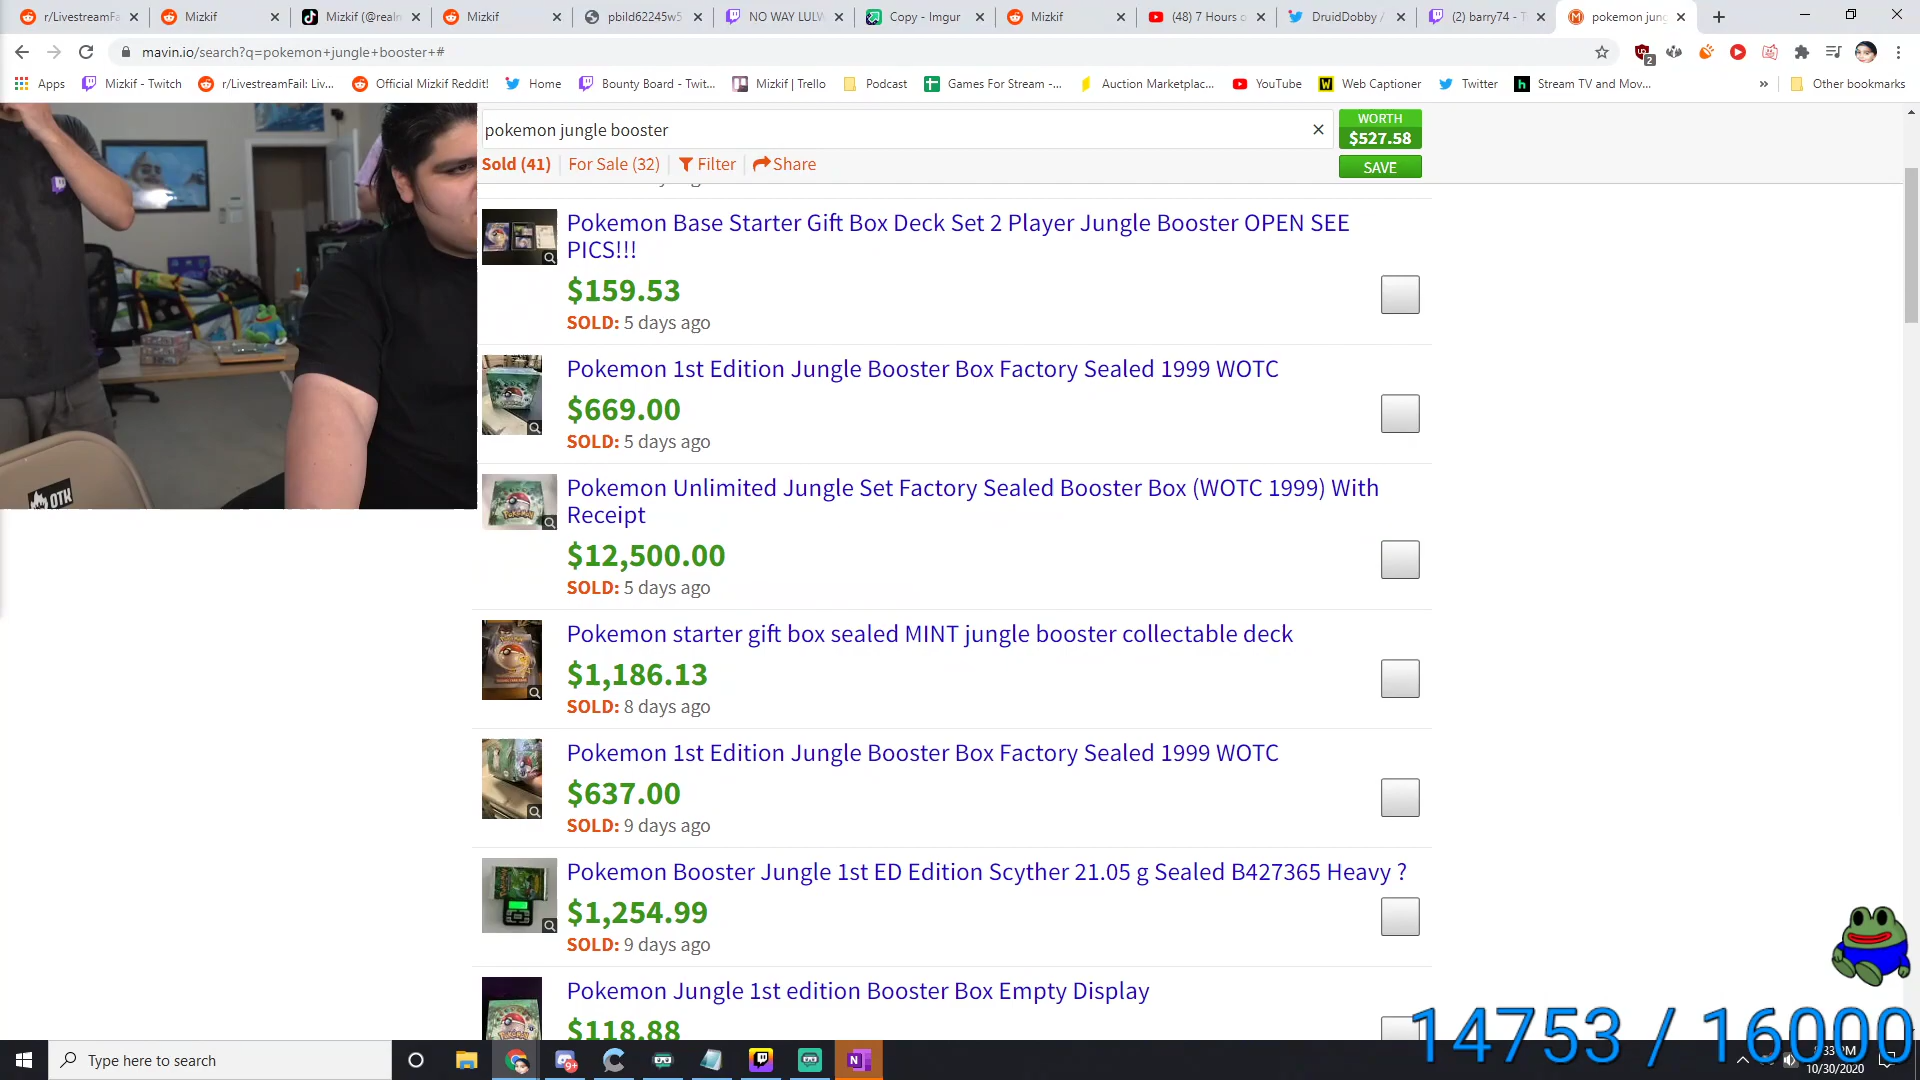 r/LivestreamFa
Mizkif
Mizkif (@realn
Mizkif
pbild62245w5
NO WAY LULW
Copy - Imgur
Mizkif
(48) 7 Hours o
DruidDobby /
(2) barry74 - T
pokemon jung
mavin.io/search?q=pokemon+jungle+booster+#
2
Apps
Mizkif - Twitch
r/LivestreamFail: Liv...
Official Mizkif Reddit!
Home
Bounty Board - Twit...
Mizkif | Trello
Podcast
Games For Stream -...
Auction Marketplac...
YouTube
Web Captioner
Twitter
Stream TV and Mov...
»
Other bookmarks
pokemon jungle booster
WORTH
$527.58
Sold (41)
For Sale (32)
Filter
Share
SAVE
Pokemon Base Starter Gift Box Deck Set 2 Player Jungle Booster OPEN SEE
PICS!!!
$159.53
SOLD: 5 days ago
Pokemon 1st Edition Jungle Booster Box Factory Sealed 1999 WOTC
$669.00
SOLD: 5 days ago
Pokemon Unlimited Jungle Set Factory Sealed Booster Box (WOTC 1999) With
Receipt
$12,500.00
SOLD: 5 days ago
Pokemon starter gift box sealed MINT jungle booster collectable deck
$1,186.13
SOLD: 8 days ago
Pokemon 1st Edition Jungle Booster Box Factory Sealed 1999 WOTC
$637.00
SOLD: 9 days ago
Pokemon Booster Jungle 1st ED Edition Scyther 21.05 g Sealed B427365 Heavy ?
$1,254.99
SOLD: 9 days ago
Pokemon Jungle 1st edition Booster Box Empty Display
$118.88
OTK
14753 / 16000
Type here to search
10/30/2020